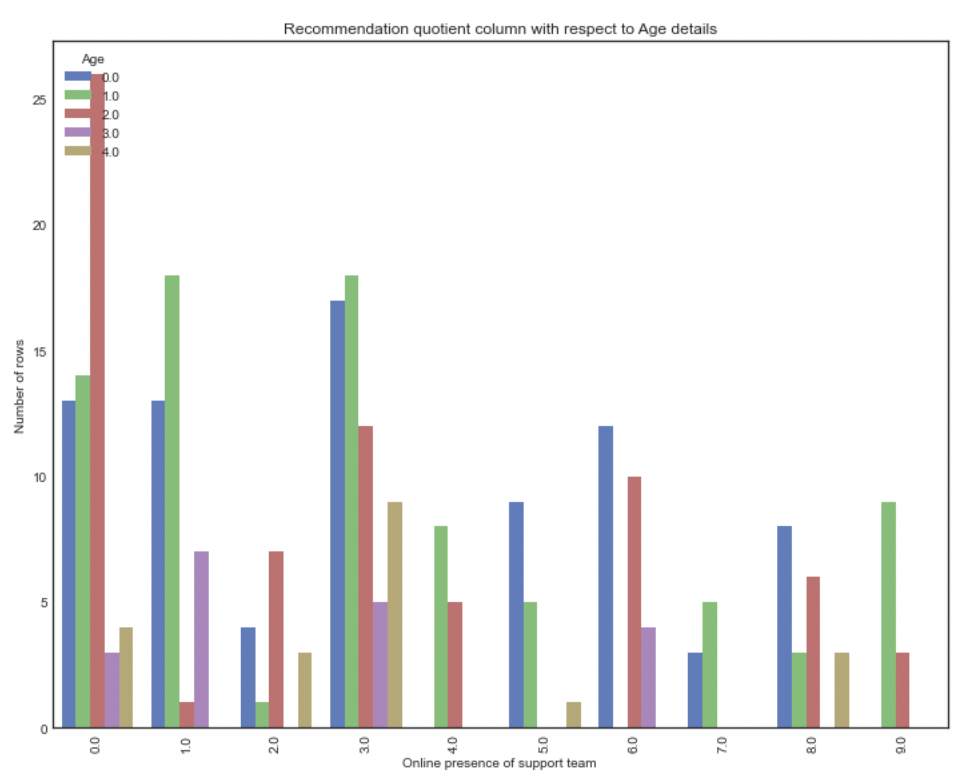 Recommendation quotient column with respect to Age details
Age
0.0
1.0
2.0
3.0
4.0
25
20
15
10
5
0
Number of rows
0.0 1.0 2.0 3.0 4.0 5.0 6.0 7.0 8.0 9.0
Online presence of support team